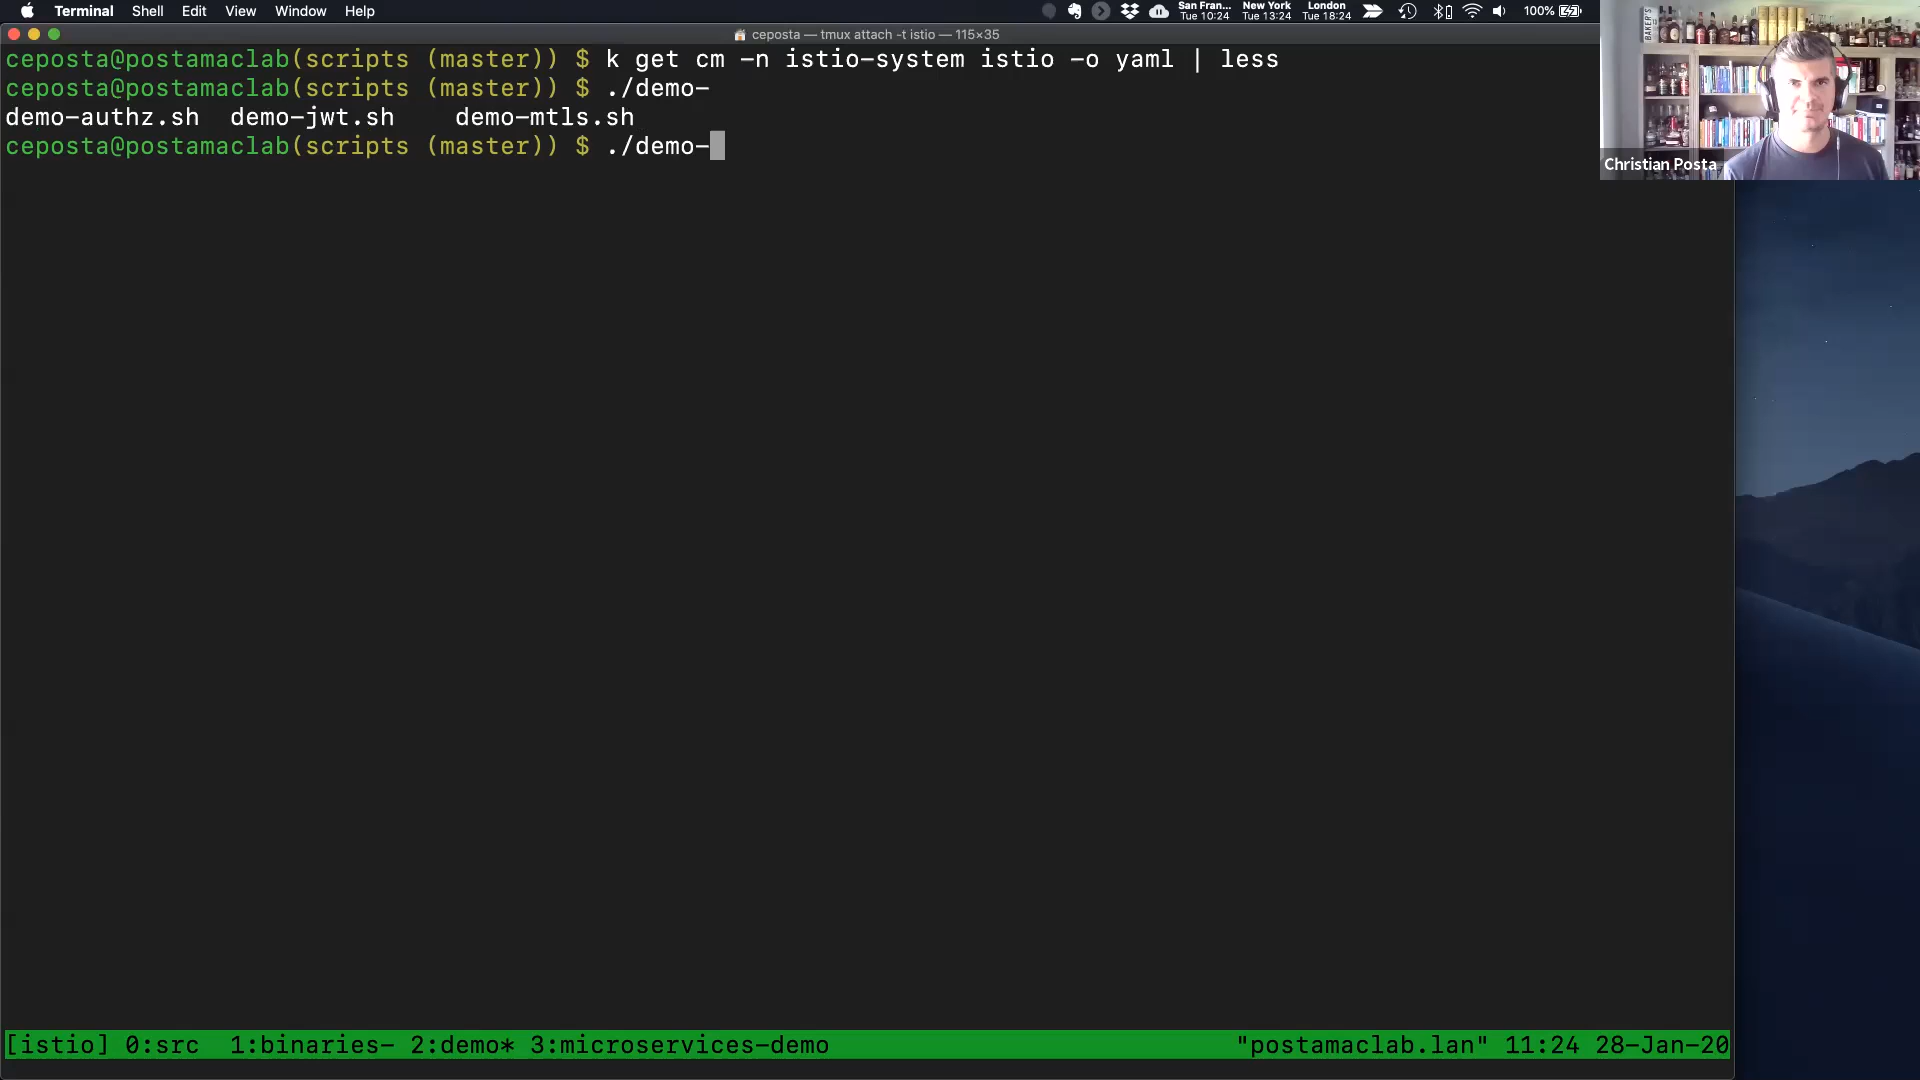 Terminal Shell Edit View Window Help San Fran... New York London 100%
Tue 10:24 Tue 13:24 Tue 18:24
ceposta — tmux attach -t istio — 115×35
ceposta@postamaclab(scripts (master)) $ k get cm -n istio-system istio -o yaml | less
ceposta@postamaclab(scripts (master)) $ ./demo-
demo-authz.sh demo-jwt.sh demo-mtls.sh
ceposta@postamaclab(scripts (master)) $ ./demo-
BAKER'S
Christian Posta
[istio] 0:src 1:binaries- 2:demo* 3:microservices-demo "postamaclab.lan" 11:24 28-Jan-20